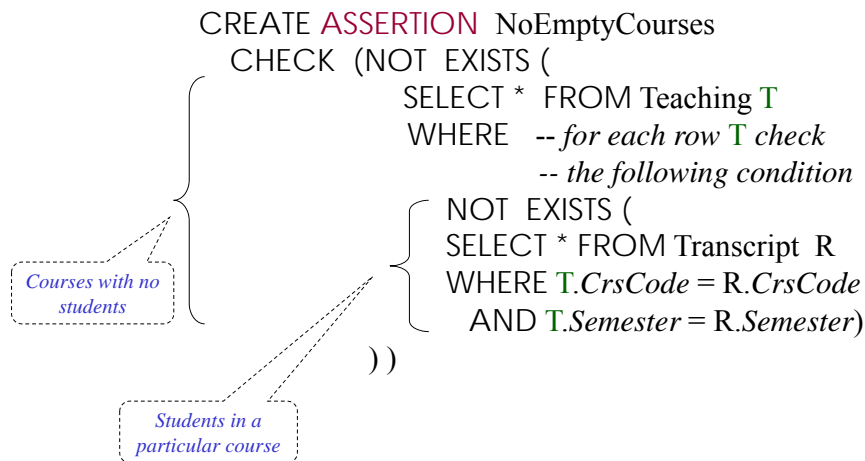 CREATE ASSERTION NoEmptyCourses
CHECK (NOT EXISTS (
SELECT * FROM Teaching T
WHERE -- for each row T check
-- the following condition
NOT EXISTS (
SELECT * FROM Transcript R
WHERE T.CrsCode = R.CrsCode
AND T.Semester = R.Semester)
) )
Courses with no
students
Students in a
particular course